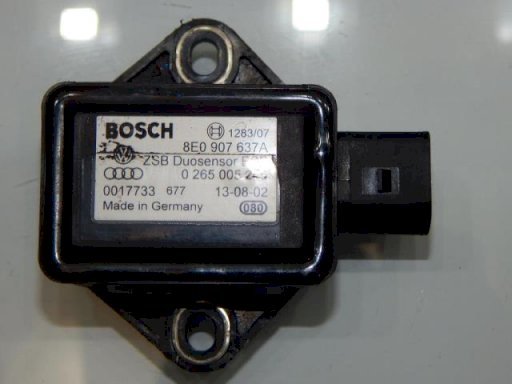 BOSCH 1283/07
8E0 907 637A
ZSB Duosensor
0 265 005
0017733 677 13-08-02
Made in Germany 080